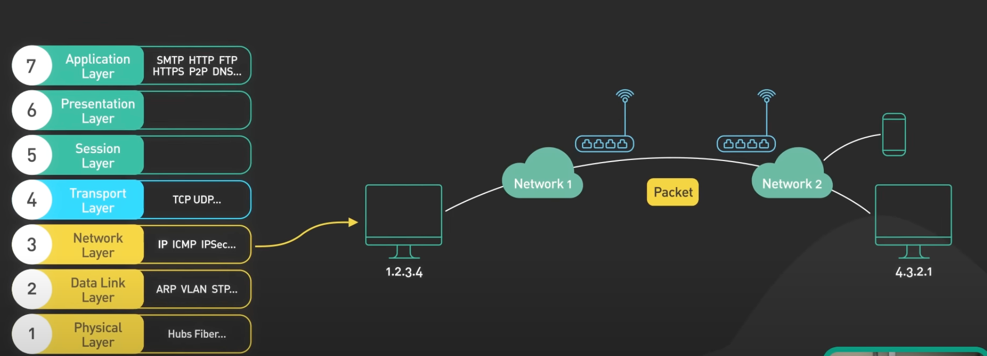 7
Application
Layer
SMTP HTTP FTP
HTTPS P2P DNS...
6
Presentation
Layer
5
Session
Layer
4
Transport
Layer
TCP UDP...
3
Network
Layer
IP ICMP IPSec...
2
Data Link
Layer
ARP VLAN STP...
1
Physical
Layer
Hubs Fiber...
1.2.3.4
Network 1
Packet
Network 2
4.3.2.1